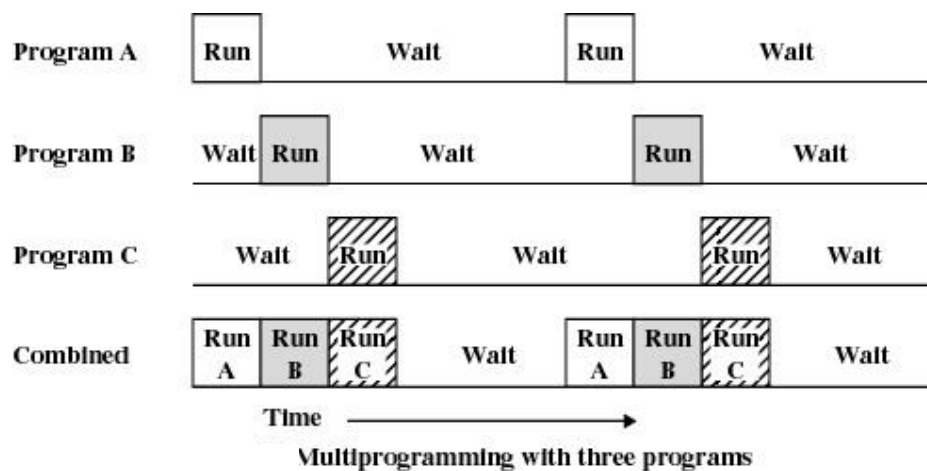 Program A Run Wait Run Wait
Program B Wait Run Wait Run Wait
Program C Wait Run Wait Run Wait
Combined Run A Run B Run C Wait Run A Run B Run C Wait
Time
Multiprogramming with three programs